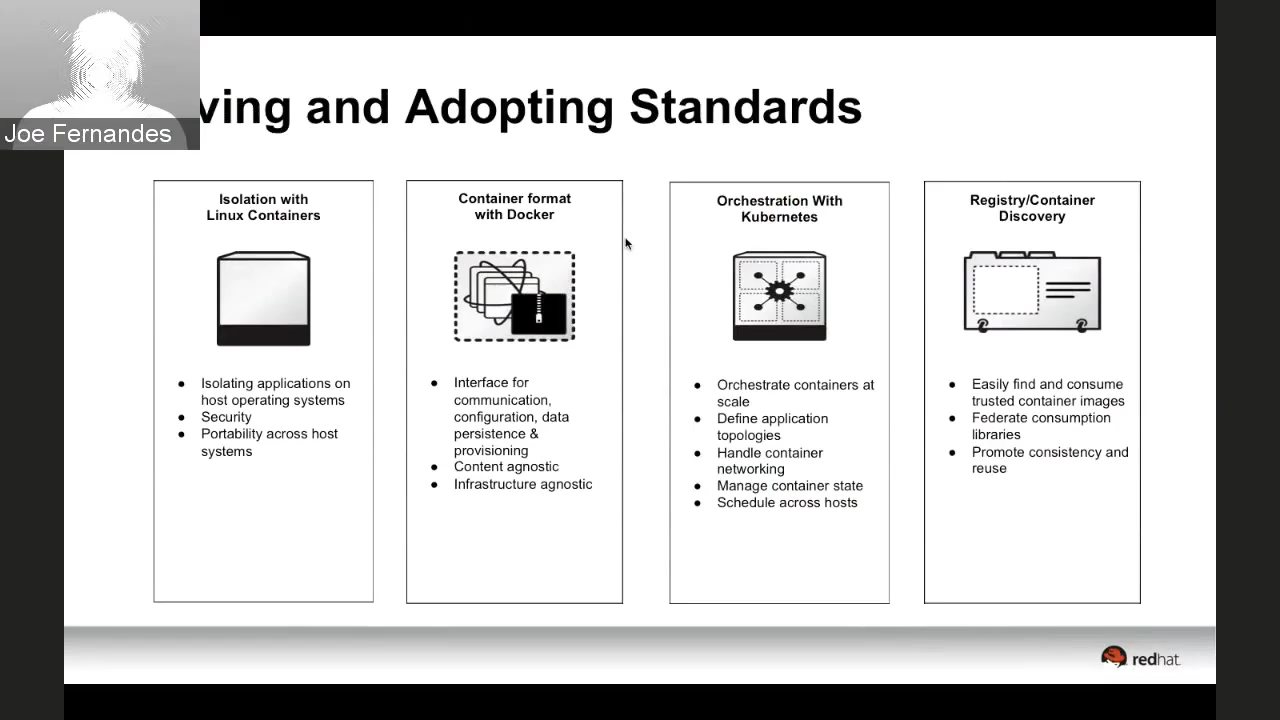 ving and Adopting Standards
Joe Fernandes
Isolation with
Linux Containers
● Isolating applications on
host operating systems
● Security
● Portability across host
systems
Container format
with Docker
● Interface for
communication,
configuration, data
persistence &
provisioning
● Content agnostic
● Infrastructure agnostic
Orchestration With
Kubernetes
● Orchestrate containers at
scale
● Define application
topologies
● Handle container
networking
● Manage container state
● Schedule across hosts
Registry/Container
Discovery
● Easily find and consume
trusted container images
● Federate consumption
libraries
● Promote consistency and
reuse
redhat.